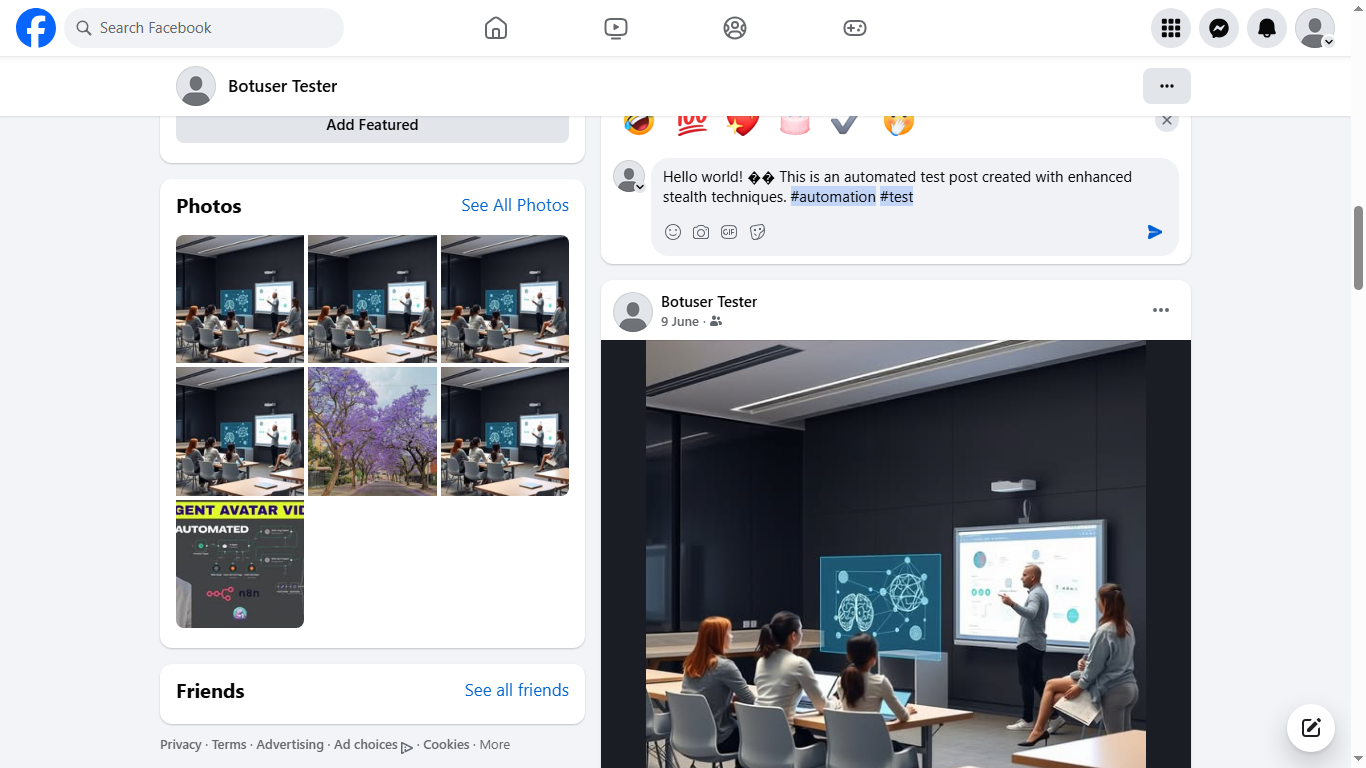 Search Facebook
Botuser Tester
Add Featured
Photos
See All Photos
GENT AVATAR VID
AUTOMATED
n8n
Friends
See all friends
Privacy · Terms · Advertising · Ad choices · Cookies · More
Hello world! �� This is an automated test post created with enhanced
stealth techniques. #automation #test
GIF
Botuser Tester
9 June ·